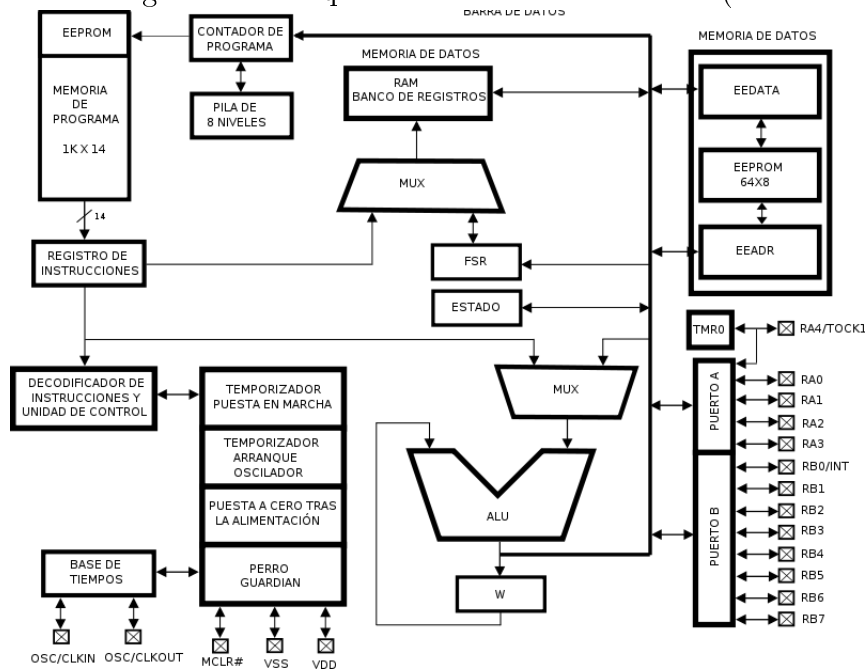 BARRA DE DATOS
EEPROM
MEMORIA
DE
PROGRAMA
1K X 14
CONTADOR
DE
PROGRAMA
PILA DE
8 NIVELES
MEMORIA DE DATOS
RAM
BANCO DE REGISTROS
MUX
MEMORIA DE DATOS
EEDATA
EEPROM
64X8
EEADR
14
REGISTRO DE
INSTRUCCIONES
FSR
ESTADO
TMR0
RA4/TOCK1
DECODIFICADOR DE
INSTRUCCIONES Y
UNIDAD DE CONTROL
TEMPORIZADOR
PUESTA EN MARCHA
TEMPORIZADOR
ARRANQUE
OSCILADOR
PUESTA A CERO TRAS
LA ALIMENTACIÓN
PERRO
GUARDIAN
MUX
ALU
W
PUERTO A
RA0
RA1
RA2
RA3
PUERTO B
RB0/INT
RB1
RB2
RB3
RB4
RB5
RB6
RB7
BASE DE
TIEMPOS
OSC/CLKIN
OSC/CLKOUT
MCLR#
VSS
VDD